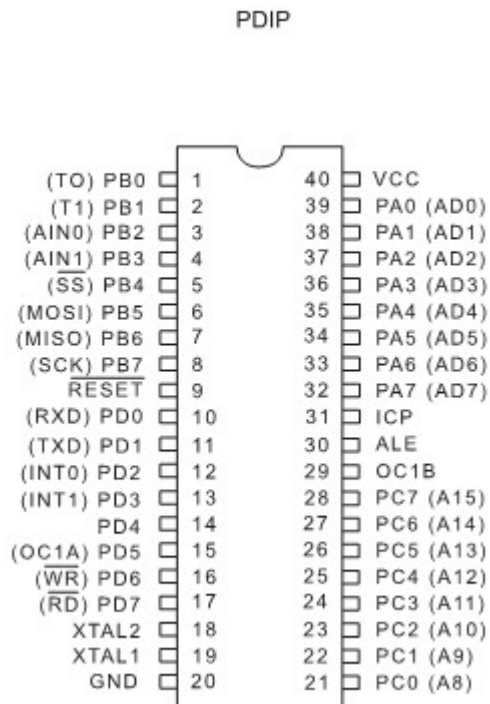 PDIP
(TO) PB0 1 40 VCC
(T1) PB1 2 39 PA0 (AD0)
(AIN0) PB2 3 38 PA1 (AD1)
(AIN1) PB3 4 37 PA2 (AD2)
(S̅S̅) PB4 5 36 PA3 (AD3)
(MOSI) PB5 6 35 PA4 (AD4)
(MISO) PB6 7 34 PA5 (AD5)
(SCK) PB7 8 33 PA6 (AD6)
R̅E̅S̅E̅T̅ 9 32 PA7 (AD7)
(RXD) PD0 10 31 ICP
(TXD) PD1 11 30 ALE
(INT0) PD2 12 29 OC1B
(INT1) PD3 13 28 PC7 (A15)
PD4 14 27 PC6 (A14)
(OC1A) PD5 15 26 PC5 (A13)
(W̅R̅) PD6 16 25 PC4 (A12)
(R̅D̅) PD7 17 24 PC3 (A11)
XTAL2 18 23 PC2 (A10)
XTAL1 19 22 PC1 (A9)
GND 20 21 PC0 (A8)